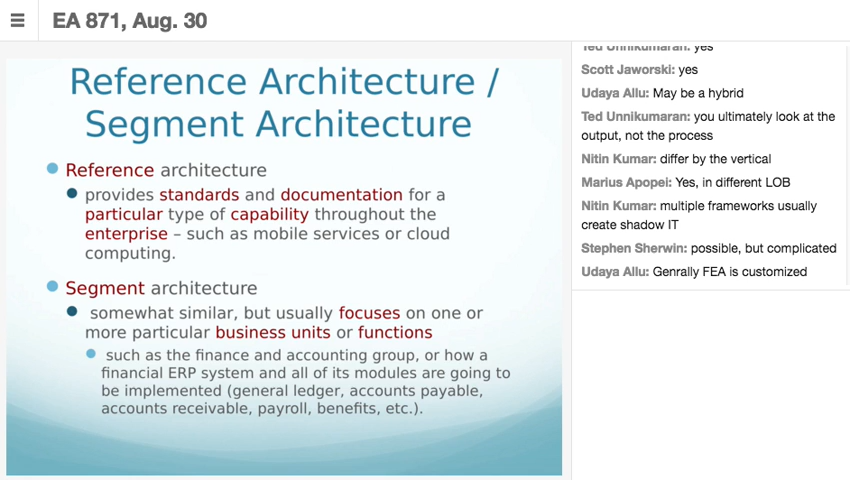 EA 871, Aug. 30
Reference Architecture /
Segment Architecture
Reference architecture
provides standards and documentation for a
particular type of capability throughout the
enterprise – such as mobile services or cloud
computing.
Segment architecture
somewhat similar, but usually focuses on one or
more particular business units or functions
such as the finance and accounting group, or how a
financial ERP system and all of its modules are going to
be implemented (general ledger, accounts payable,
accounts receivable, payroll, benefits, etc.).
Ted Unnikumaran: yes
Scott Jaworski: yes
Udaya Allu: May be a hybrid
Ted Unnikumaran: you ultimately look at the
output, not the process
Nitin Kumar: differ by the vertical
Marius Apopei: Yes, in different LOB
Nitin Kumar: multiple frameworks usually
create shadow IT
Stephen Sherwin: possible, but complicated
Udaya Allu: Genrally FEA is customized